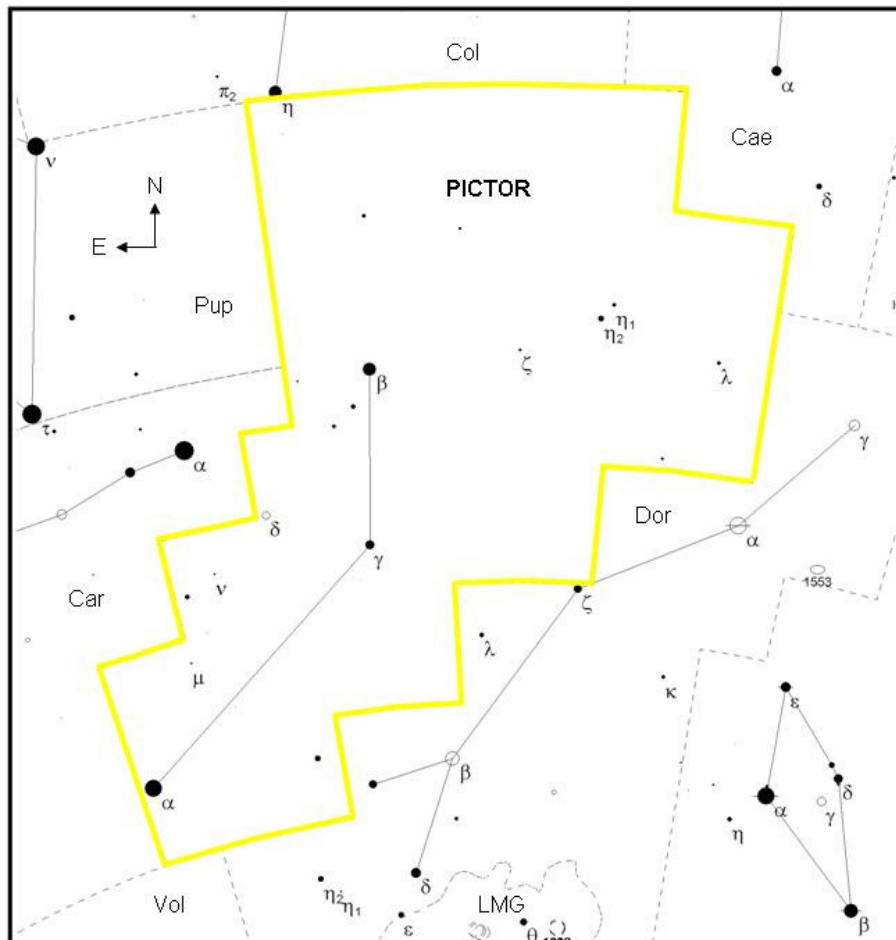 Col
π2
η
α
Cae
ν
N
PICTOR
δ
E
Pup
η1
η2
ζ
λ
β
τ
α
γ
δ
Dor
α
γ
1553
Car
ν
ζ
λ
μ
κ
ε
β
α
δ
γ
α
η
δ
η2
η1
Vol
LMG
ε
θ
β